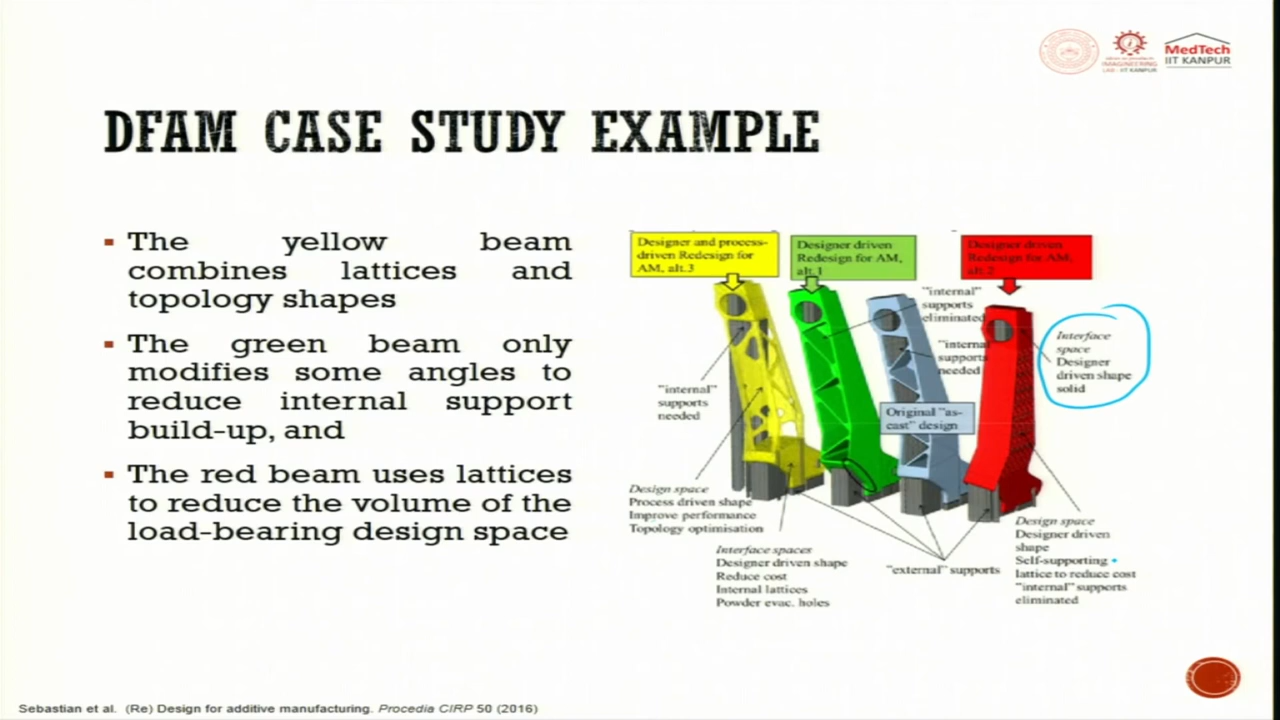 MedTech
IIT KANPUR
IMAGINEERING
LAB IIT KANPUR
DFAM CASE STUDY EXAMPLE
▪ The yellow beam
combines lattices and
topology shapes
▪ The green beam only
modifies some angles to
reduce internal support
build-up, and
▪ The red beam uses lattices
to reduce the volume of the
load-bearing design space
Designer and process-
driven Redesign for
AM, alt.3
Designer driven
Redesign for AM,
alt.1
Designer driven
Redesign for AM,
alt.2
"internal"
supports
eliminated
"internal"
supports
needed
Interface
space
Designer
driven shape
solid
"internal"
supports
needed
Original "as-
cast" design
Design space
Process driven shape
Improve performance
Topology optimisation
Interface spaces
Designer driven shape
Reduce cost
Internal lattices
Powder evac. holes
"external" supports
Design space
Designer driven
shape
Self-supporting
lattice to reduce cost
"internal" supports
eliminated
Sebastian et al. (Re) Design for additive manufacturing. Procedia CIRP 50 (2016)